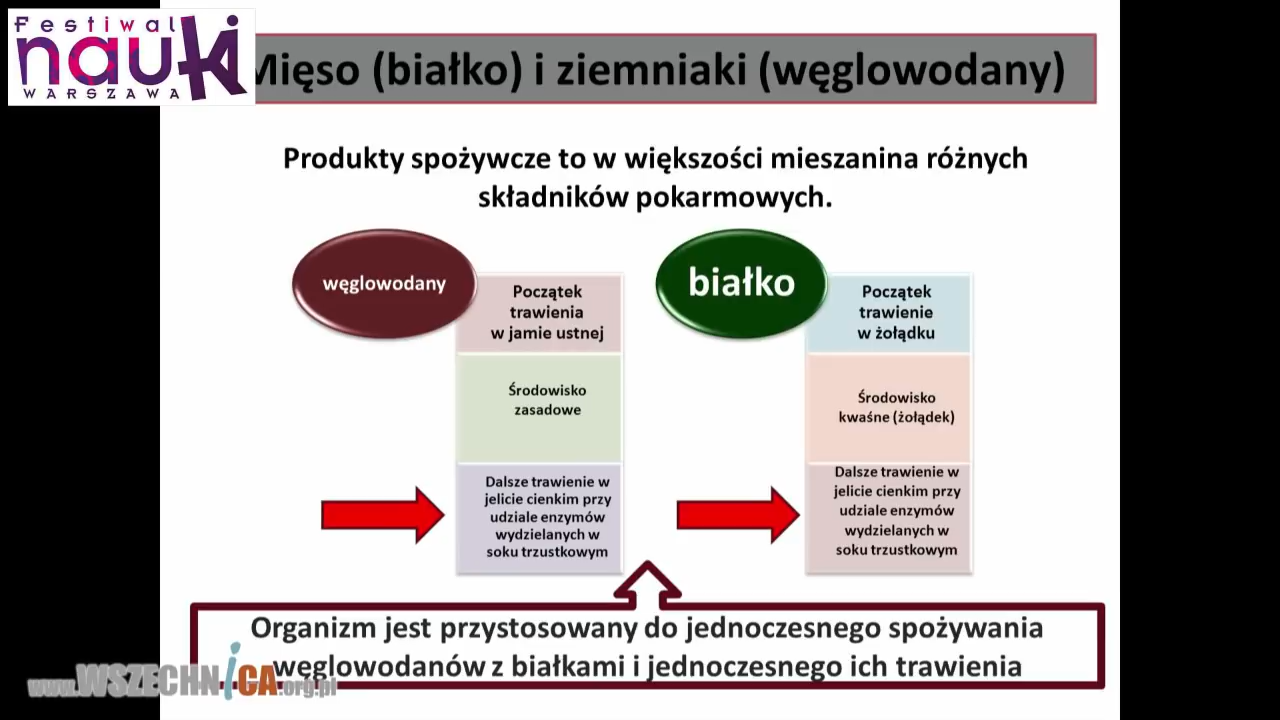 Festiwal
nauki
WARSZAWA
Mięso (białko) i ziemniaki (węglowodany)
Produkty spożywcze to w większości mieszanina różnych
składników pokarmowych.
węglowodany
Początek
trawienia
w jamie ustnej
Środowisko
zasadowe
Dalsze trawienie w
jelicie cienkim przy
udziale enzymów
wydzielanych w
soku trzustkowym
białko
Początek
trawienie
w żołądku
Środowisko
kwaśne (żołądek)
Dalsze trawienie w
jelicie cienkim przy
udziale enzymów
wydzielanych w
soku trzustkowym
Organizm jest przystosowany do jednoczesnego spożywania
węglowodanów z białkami i jednoczesnego ich trawienia
www.WSZECHNICA.org.pl